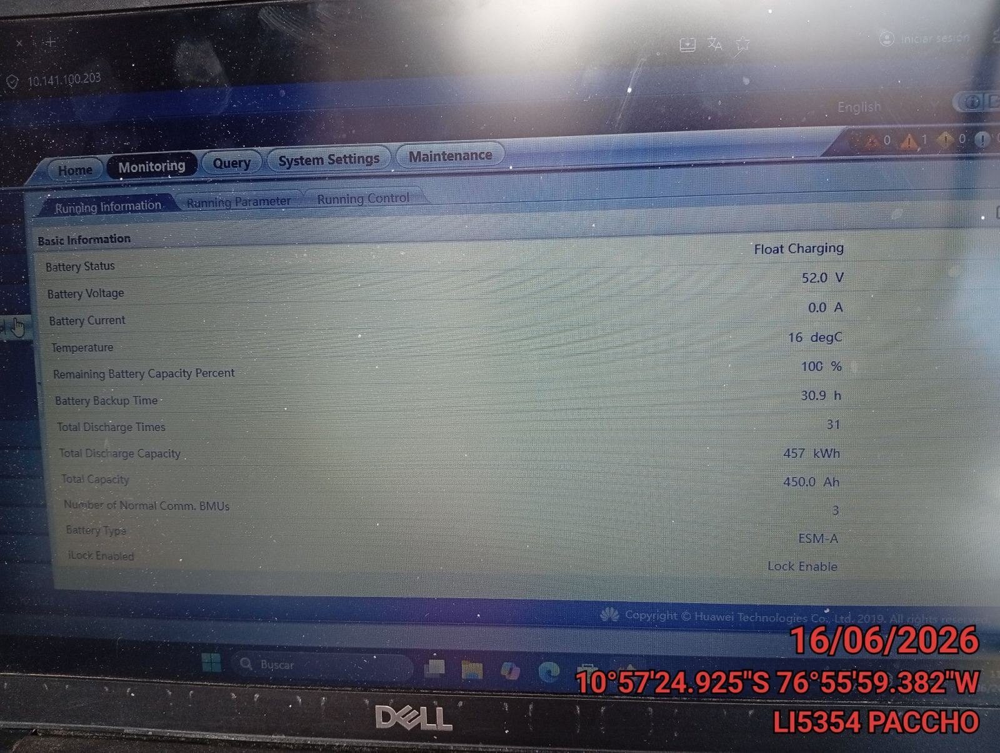 Iniciar sesión
10.141.100.203
English
0 1 0
Home Monitoring Query System Settings Maintenance
Running Information Running Parameter Running Control
Basic Information
Battery Status Float Charging
Battery Voltage 52.0 V
Battery Current 0.0 A
Temperature 16 degC
Remaining Battery Capacity Percent 100 %
Battery Backup Time 30.9 h
Total Discharge Times 31
Total Discharge Capacity 457 kWh
Total Capacity 450.0 Ah
Number of Normal Comm. BMUs 3
Battery Type ESM-A
iLock Enabled Lock Enable
Copyright © Huawei Technologies Co., Ltd. 2019. All rights reserved.
16/06/2026
Buscar
10°57'24.925"S 76°55'59.382"W
LI5354 PACCHO
DELL